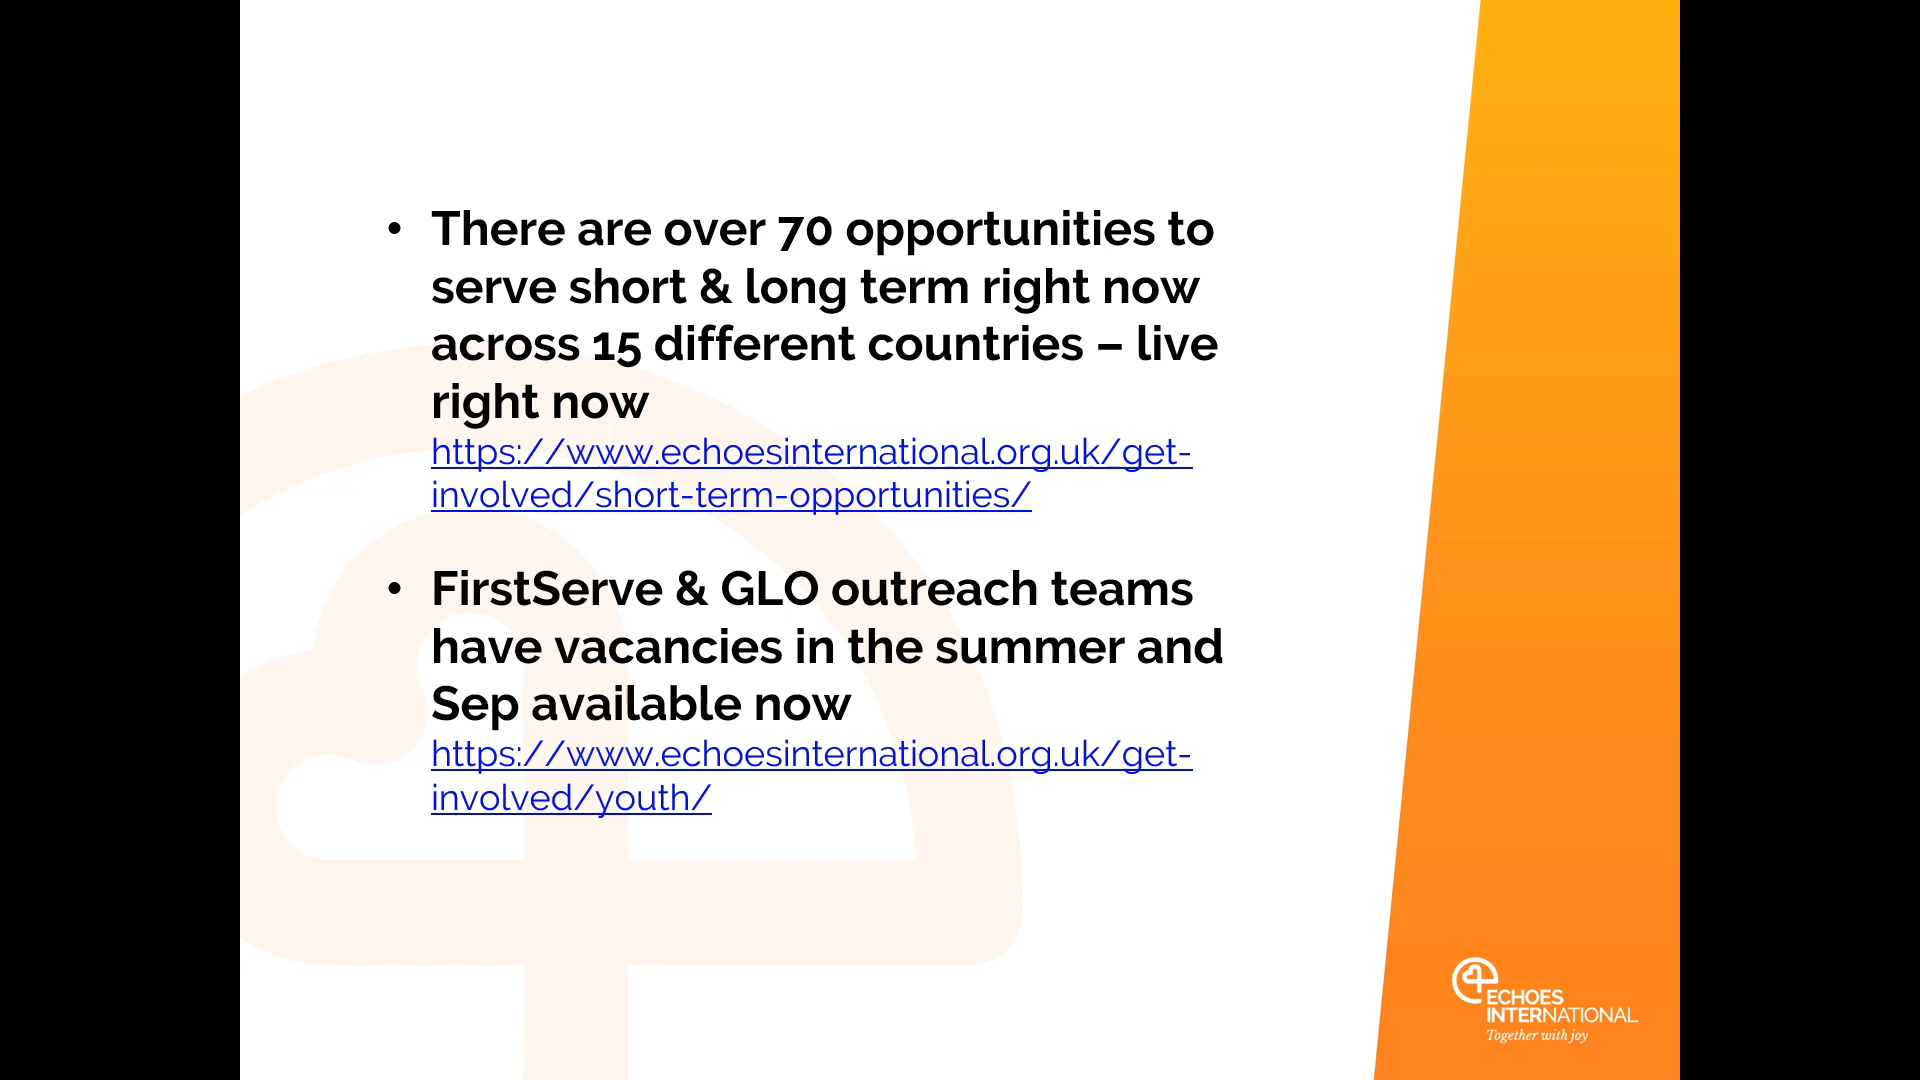 • There are over 70 opportunities to
serve short & long term right now
across 15 different countries – live
right now
https://www.echoesinternational.org.uk/get-
involved/short-term-opportunities/
• FirstServe & GLO outreach teams
have vacancies in the summer and
Sep available now
https://www.echoesinternational.org.uk/get-
involved/youth/
ECHOES
INTERNATIONAL
Together with joy